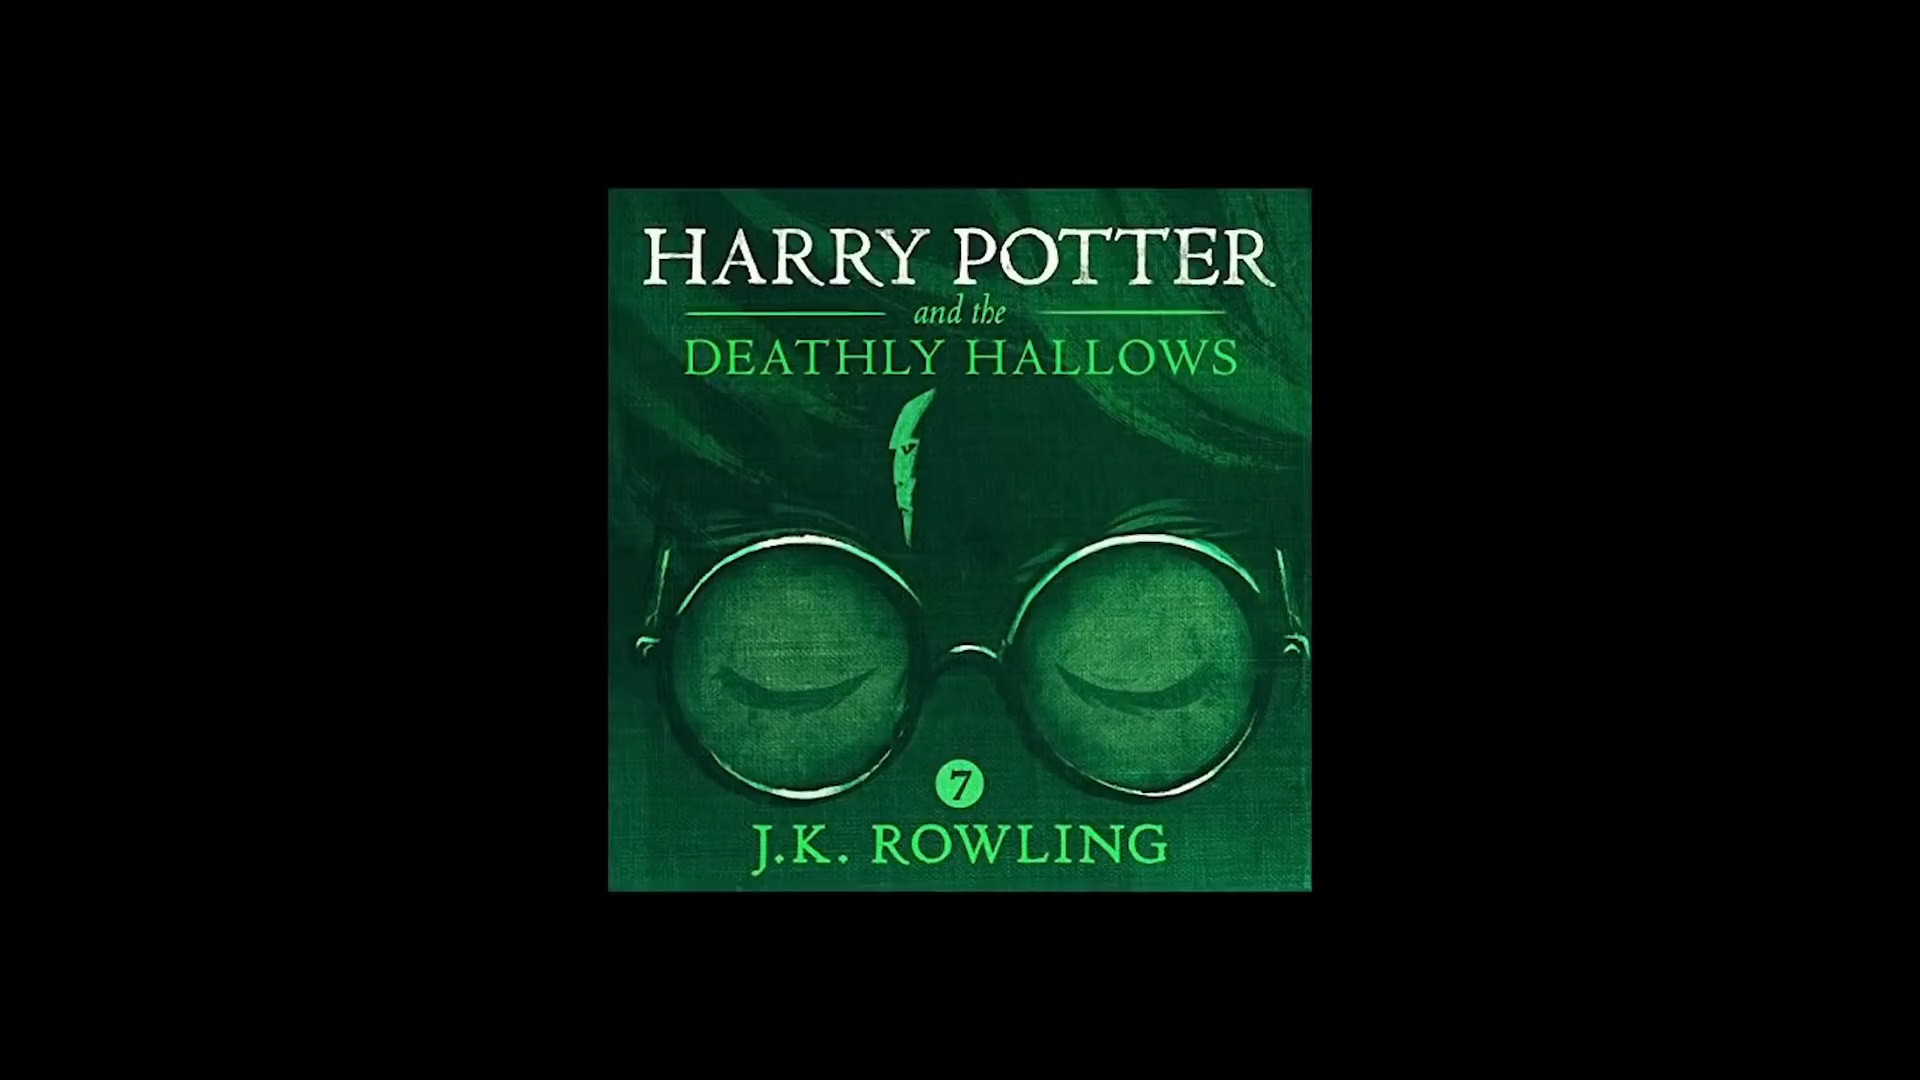 HARRY POTTER
and the
DEATHLY HALLOWS
7
J.K. ROWLING